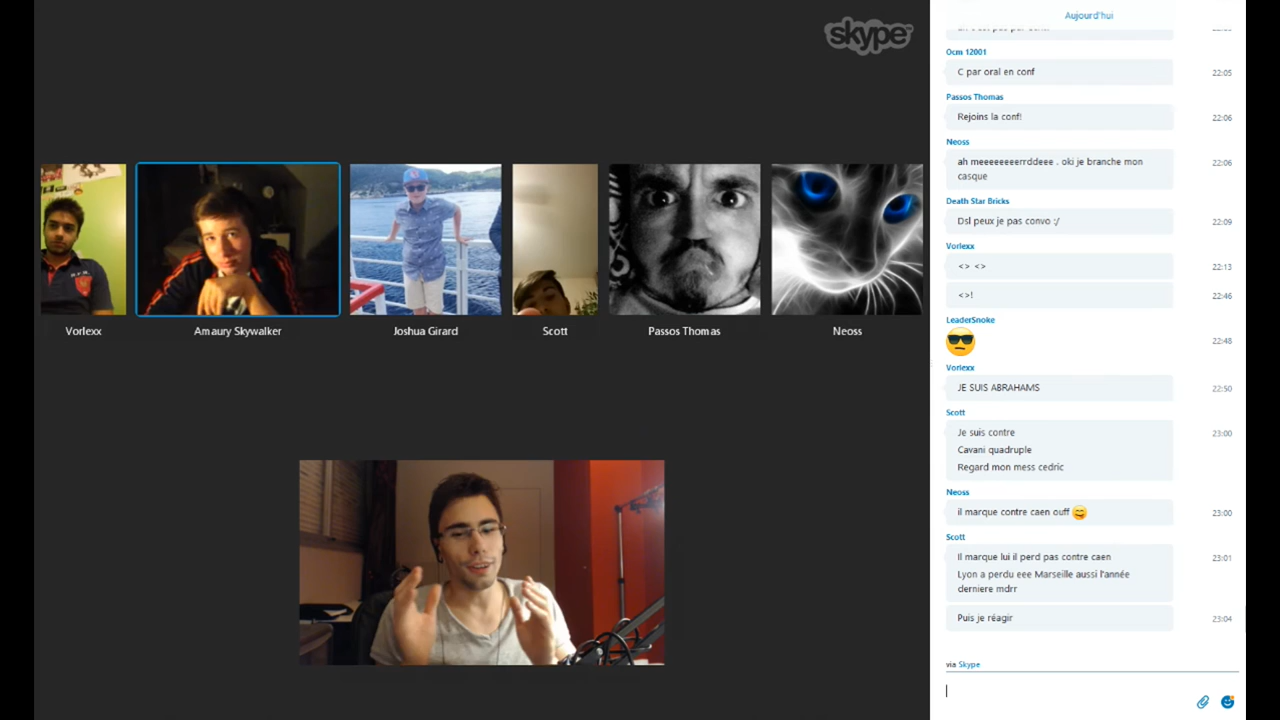 skype
Vorlexx
Amaury Skywalker
Joshua Girard
Scott
Passos Thomas
Neoss
Aujourd'hui
Ocm 12001
C par oral en conf
22:05
Passos Thomas
Rejoins la conf!
22:06
Neoss
ah meeeeeeeerrddeee . oki je branche mon
22:06
casque
Death Star Bricks
Dsl peux je pas convo :/
22:09
Vorlexx
<> <>
22:13
<>!
22:46
LeaderSnoke
22:48
Vorlexx
JE SUIS ABRAHAMS
22:50
Scott
Je suis contre
23:00
Cavani quadruple
Regard mon mess cedric
Neoss
il marque contre caen ouff
23:00
Scott
Il marque lui il perd pas contre caen
23:01
Lyon a perdu eee Marseille aussi l'année
derniere mdrr
Puis je réagir
23:04
via Skype